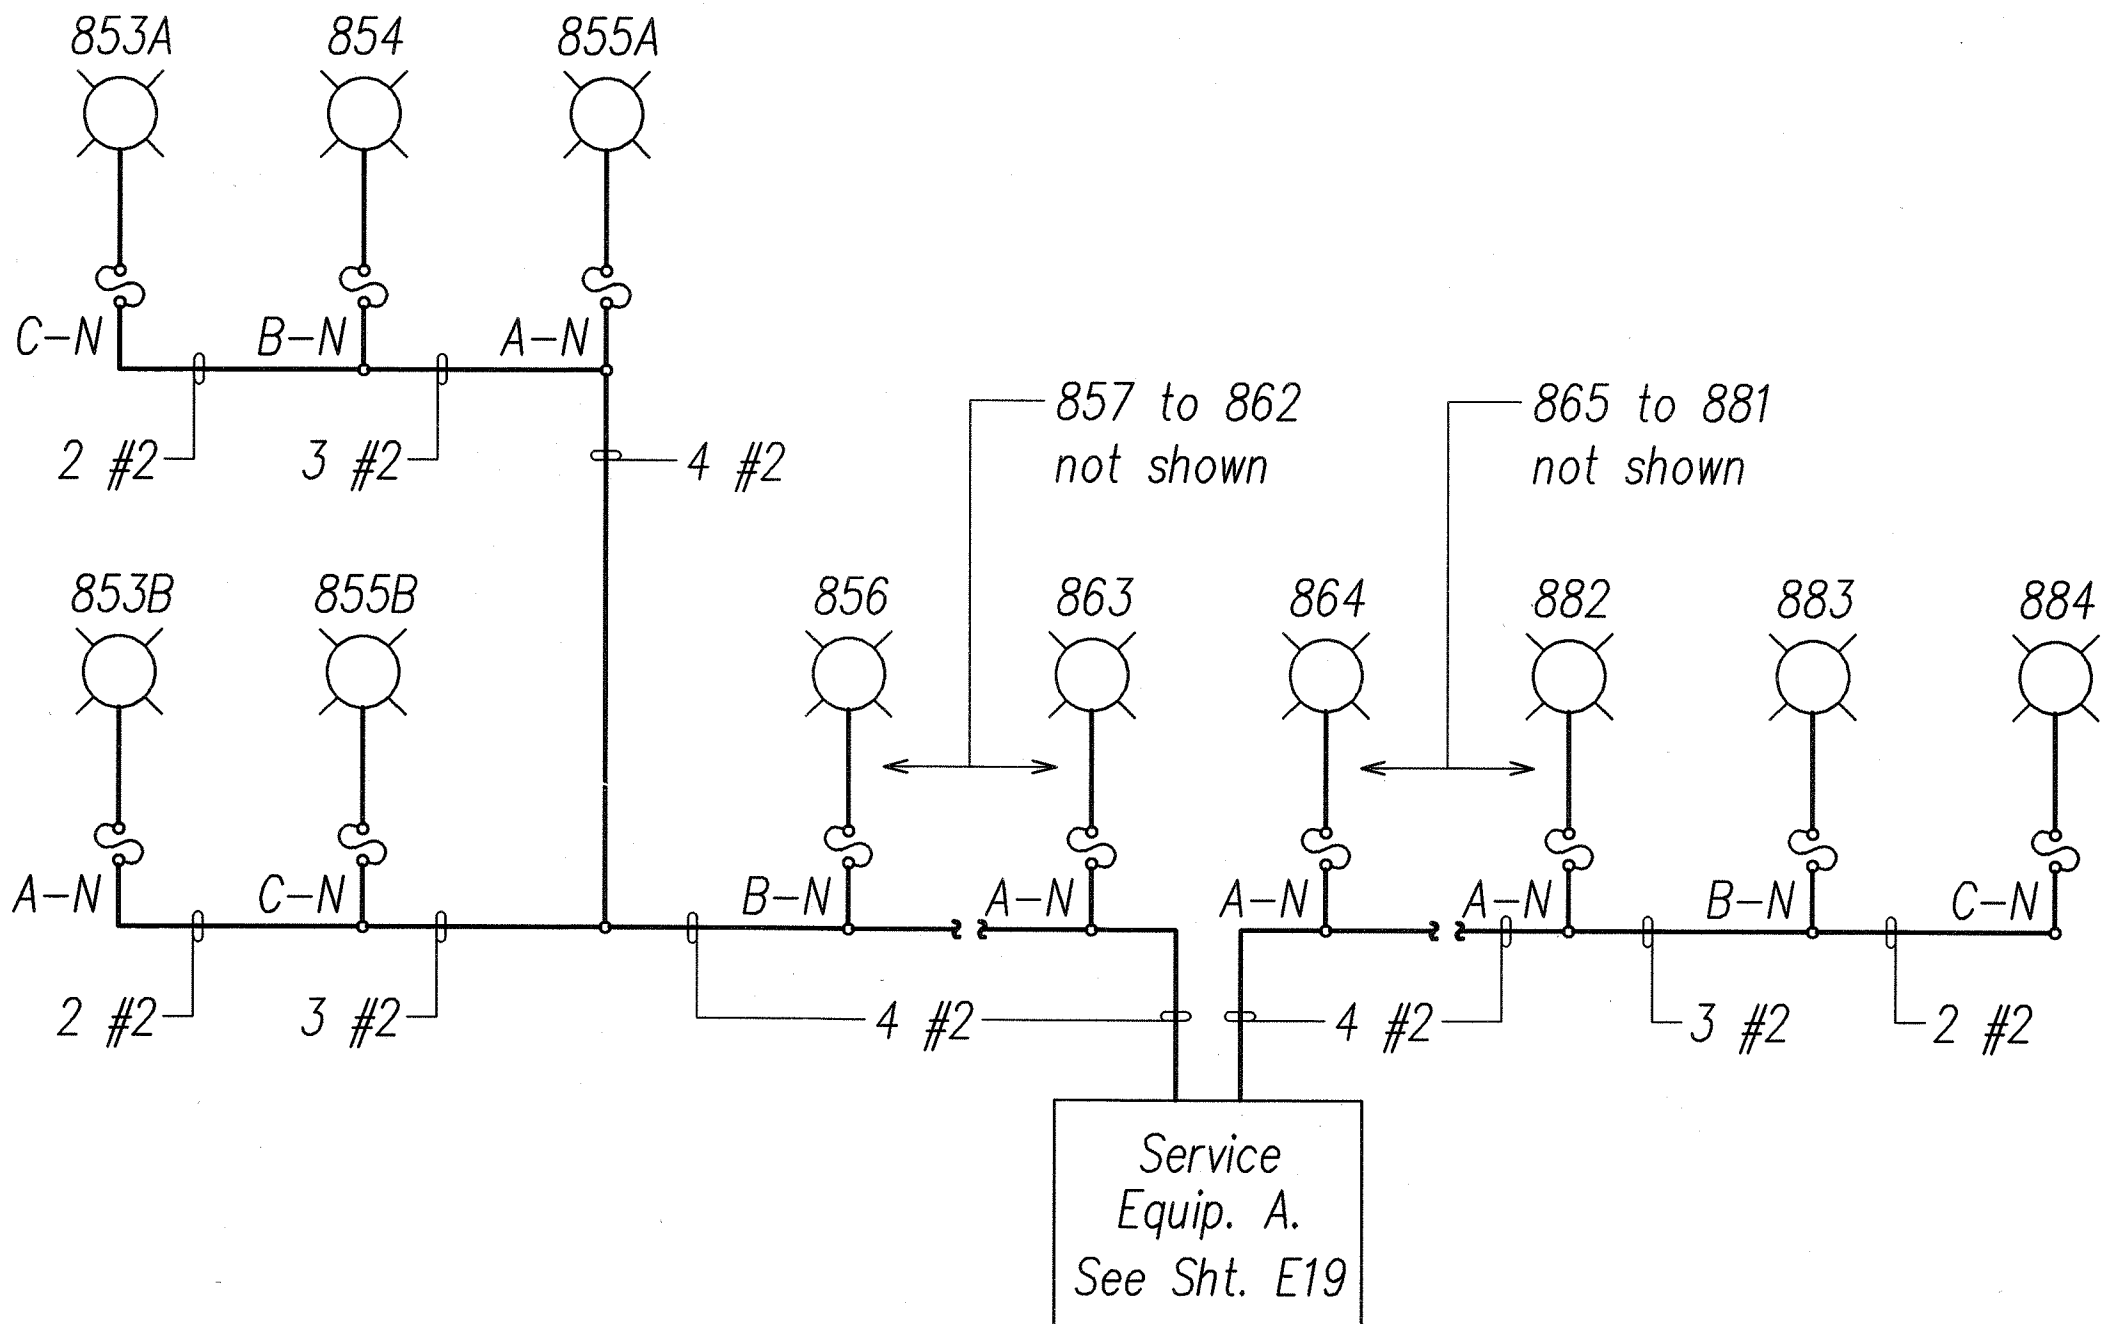 853A 854 855A
C-N B-N A-N
857 to 862
not shown
865 to 881
not shown
2 #2 3 #2 4 #2
853B 855B 856 863 864 882 883 884
A-N C-N B-N A-N A-N A-N B-N C-N
2 #2 3 #2 4 #2 4 #2 3 #2 2 #2
Service
Equip. A.
See Sht. E19